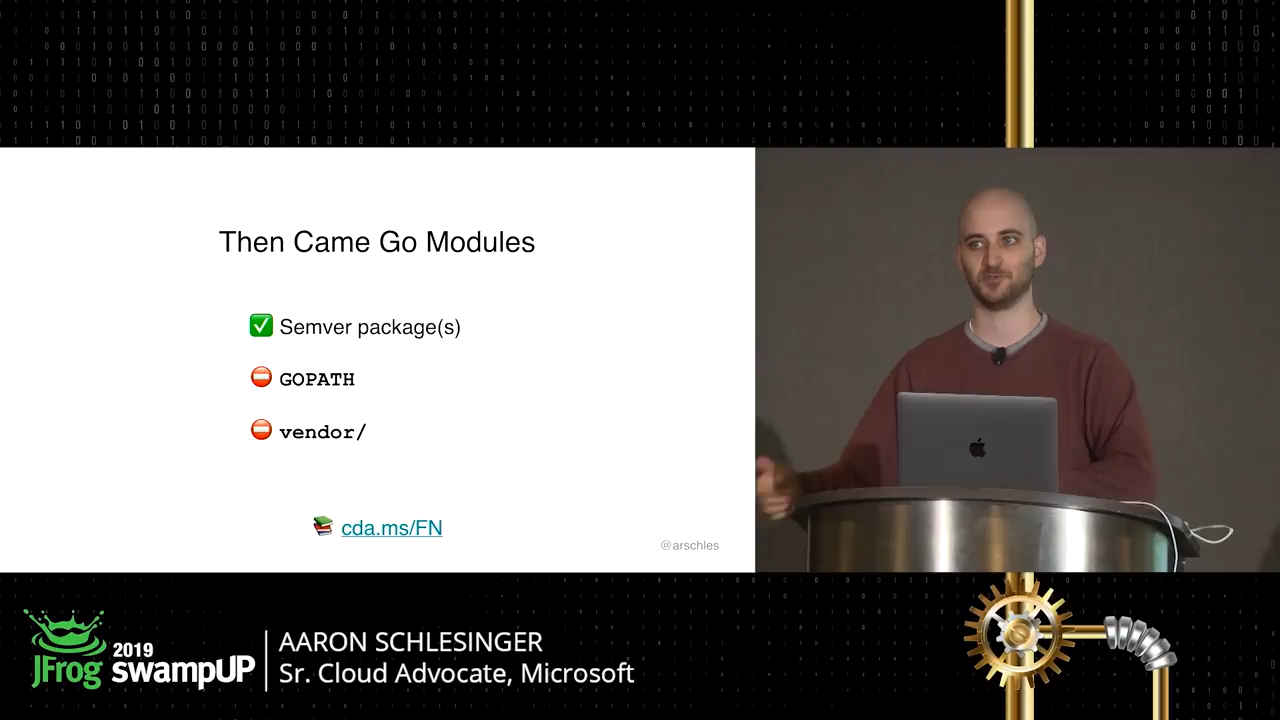 Then Came Go Modules
Semver package(s)
GOPATH
vendor/
cda.ms/FN
@arschles
JFrog
2019
swampUP
AARON SCHLESINGER
Sr. Cloud Advocate, Microsoft